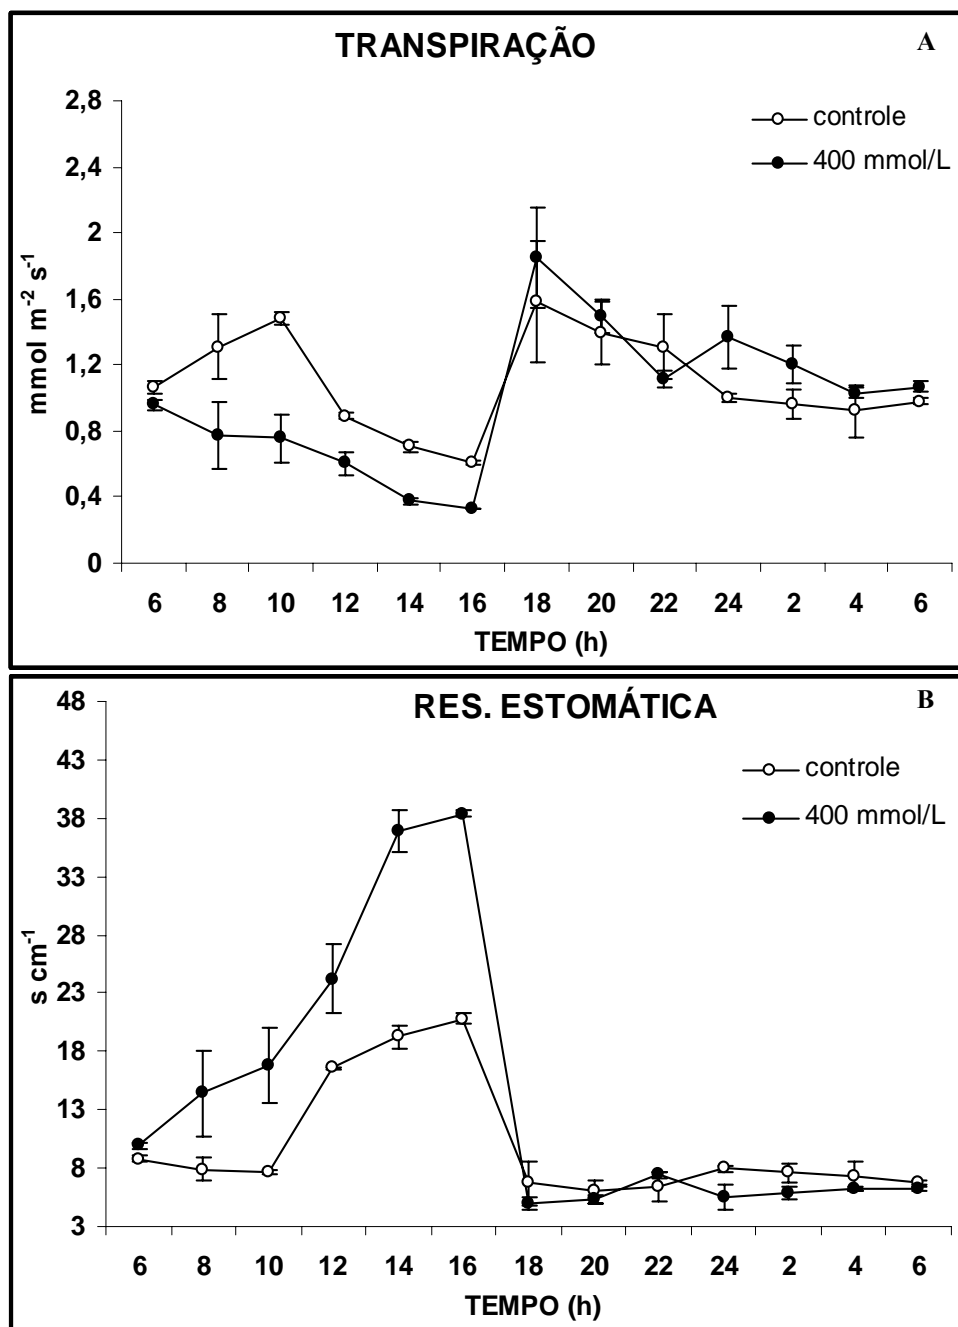 TRANSPIRAÇÃO A
2,8
controle
2,4
400 mmol/L
2
1,6
1,2
0,8
0,4
0
mmol m⁻² s⁻¹
6 8 10 12 14 16 18 20 22 24 2 4 6
TEMPO (h)
RES. ESTOMÁTICA B
48
43
controle
38
400 mmol/L
33
28
23
18
13
8
3
s cm⁻¹
6 8 10 12 14 16 18 20 22 24 2 4 6
TEMPO (h)